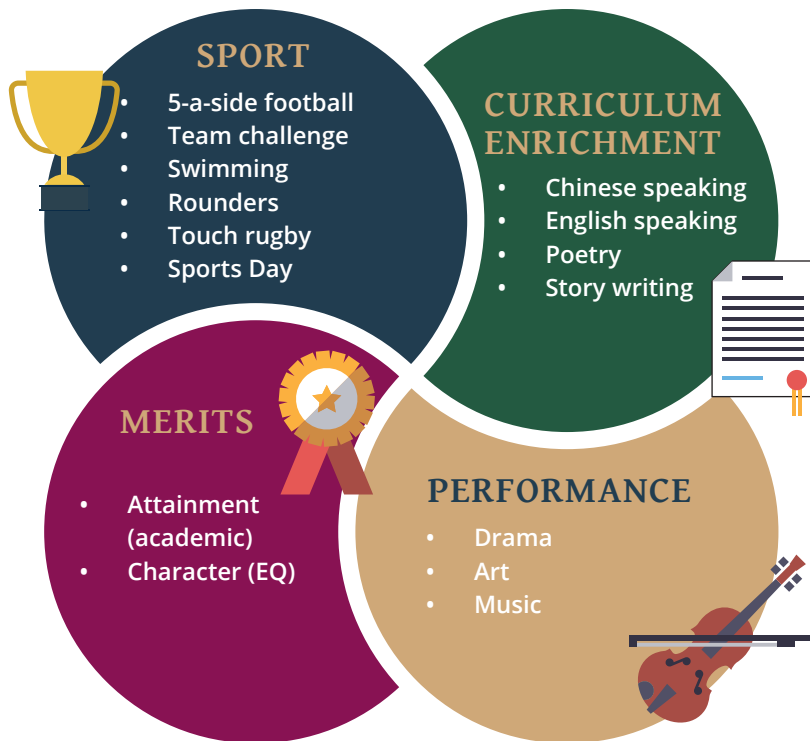 SPORT
• 5-a-side football
• Team challenge
• Swimming
• Rounders
• Touch rugby
• Sports Day
CURRICULUM
ENRICHMENT
• Chinese speaking
• English speaking
• Poetry
• Story writing
MERITS
• Attainment
(academic)
• Character (EQ)
PERFORMANCE
• Drama
• Art
• Music